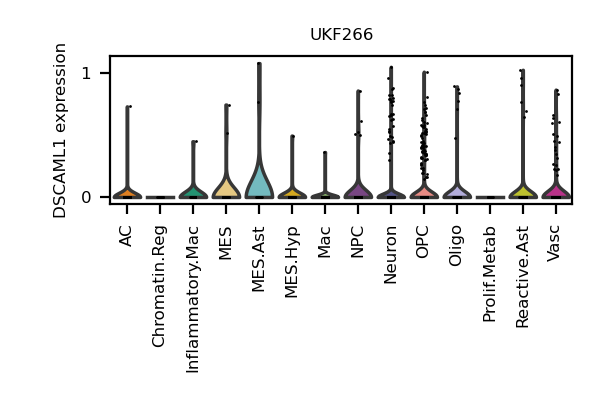 UKF266
DSCAML1 expression
1
0
AC
Chromatin.Reg
Inflammatory.Mac
MES
MES.Ast
MES.Hyp
Mac
NPC
Neuron
OPC
Oligo
Prolif.Metab
Reactive.Ast
Vasc